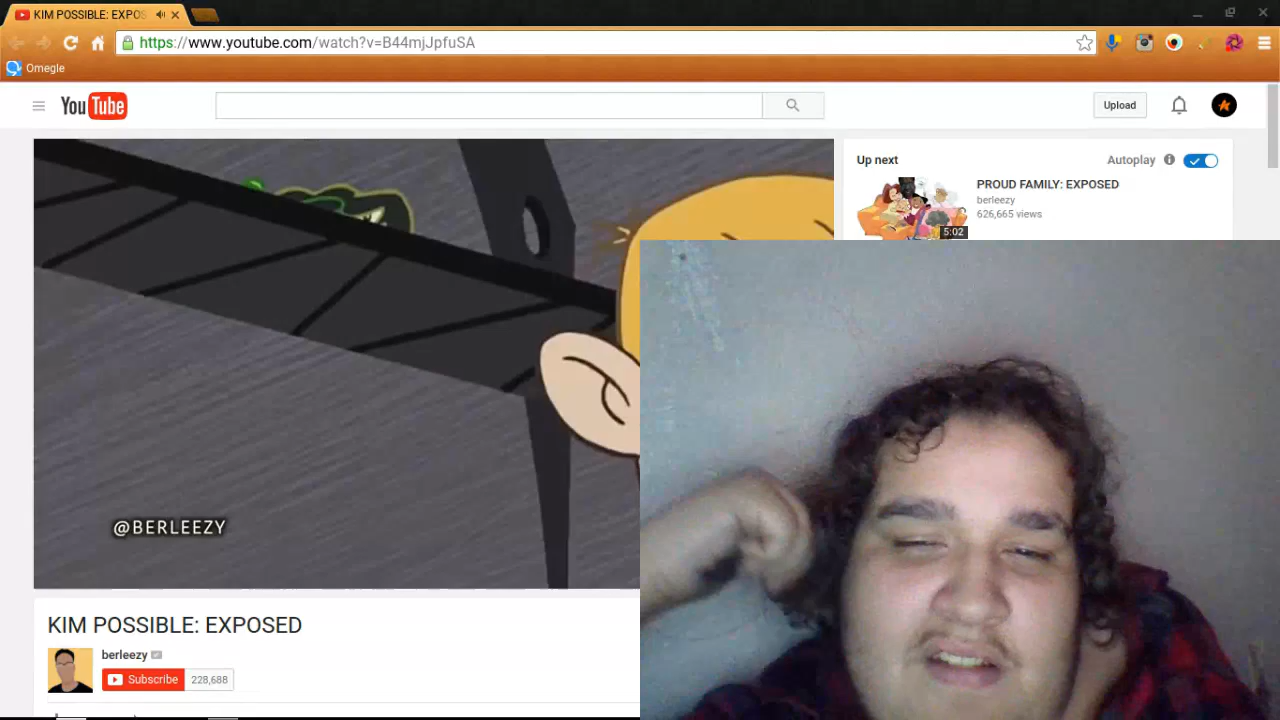 KIM POSSIBLE: EXPOS
https://www.youtube.com/watch?v=B44mjJpfuSA
Omegle
YouTube
Upload
@BERLEEZY
Up next
Autoplay
PROUD FAMILY: EXPOSED
berleezy
626,665 views
5:02
KIM POSSIBLE: EXPOSED
berleezy
Subscribe 228,688